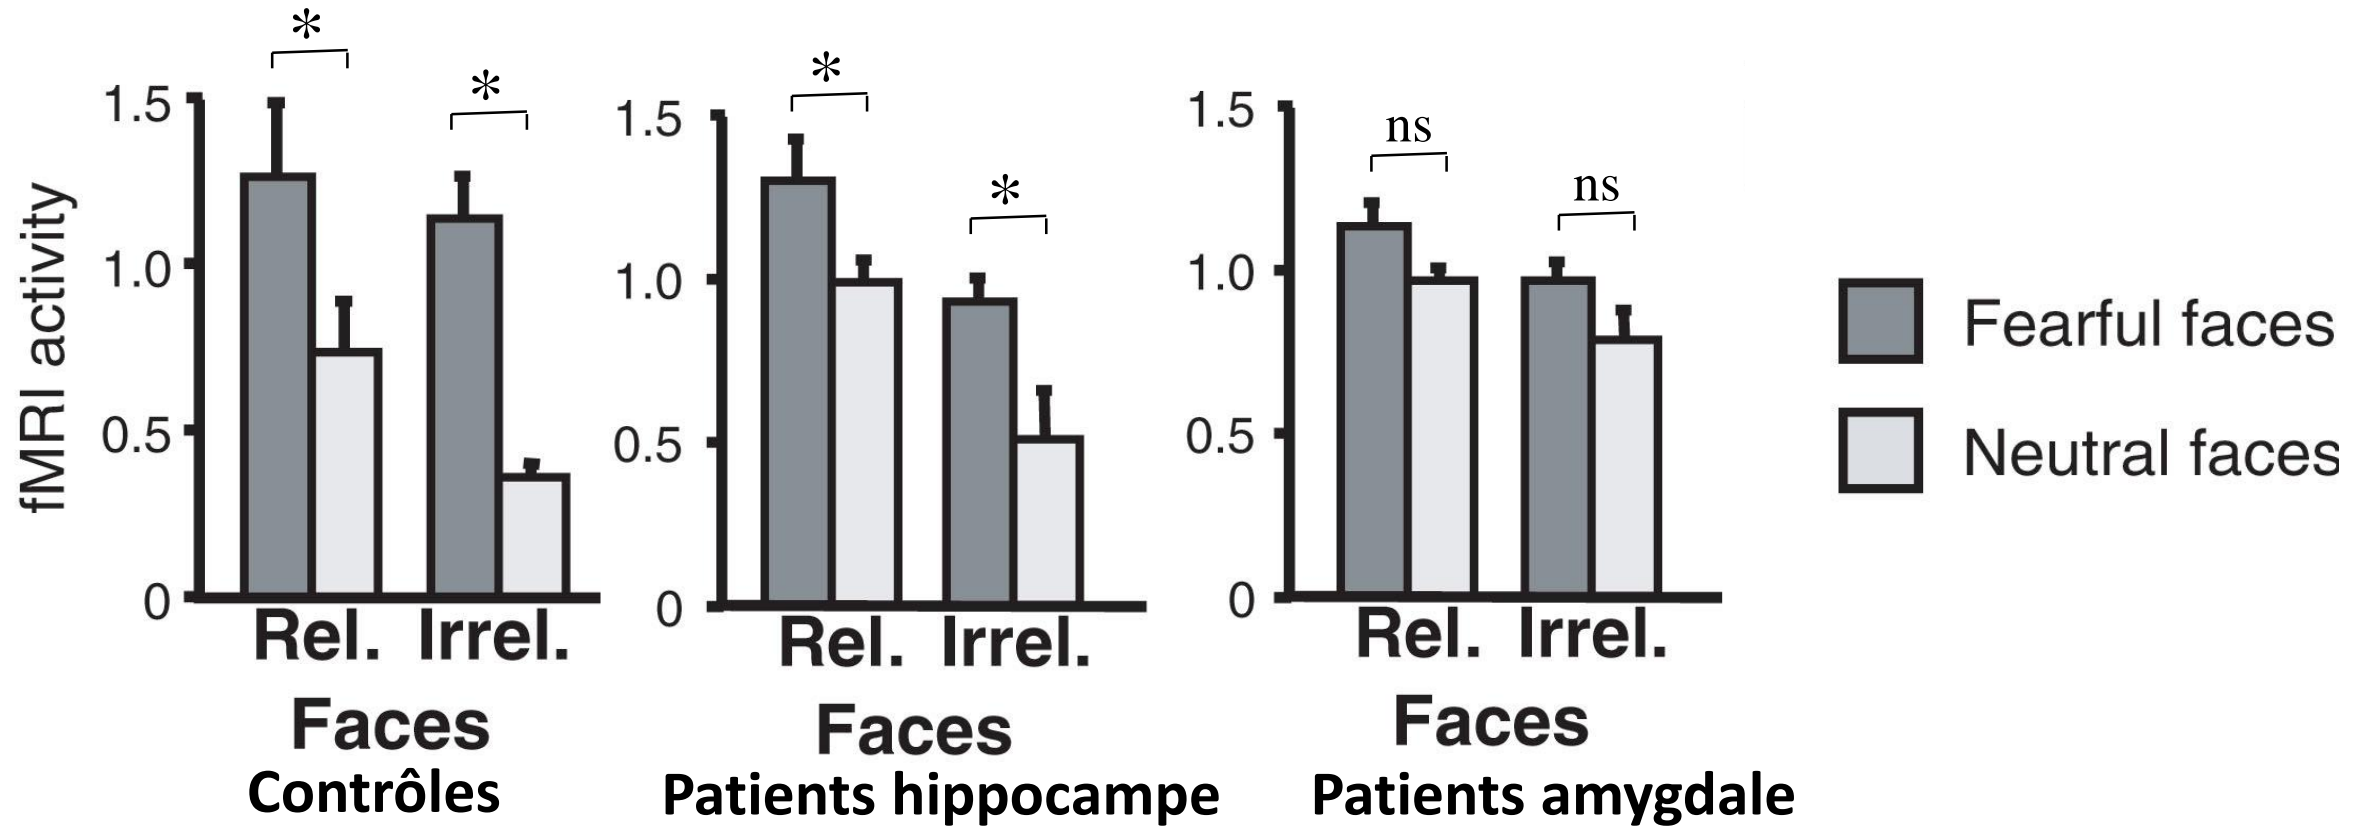 fMRI activity
*
*
1.5
1.0
0.5
0
Rel. Irrel.
Faces
Contrôles
*
*
1.5
1.0
0.5
0
Rel. Irrel.
Faces
Patients hippocampe
ns
ns
1.5
1.0
0.5
0
Rel. Irrel.
Faces
Patients amygdale
Fearful faces
Neutral faces